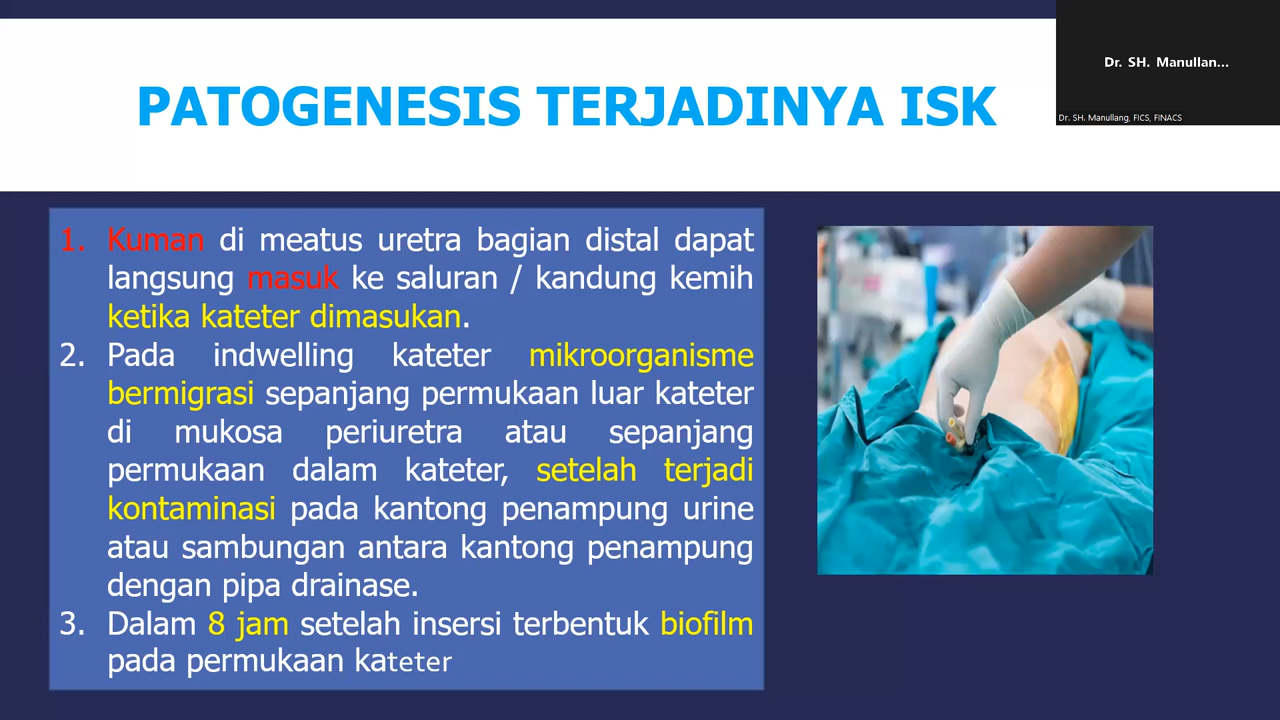 PATOGENESIS TERJADINYA ISK
Dr. SH. Manullan...
Dr. SH. Manullang, FICS, FINACS
1. Kuman di meatus uretra bagian distal dapat
langsung masuk ke saluran / kandung kemih
ketika kateter dimasukan.
2. Pada indwelling kateter mikroorganisme
bermigrasi sepanjang permukaan luar kateter
di mukosa periuretra atau sepanjang
permukaan dalam kateter, setelah terjadi
kontaminasi pada kantong penampung urine
atau sambungan antara kantong penampung
dengan pipa drainase.
3. Dalam 8 jam setelah insersi terbentuk biofilm
pada permukaan kateter